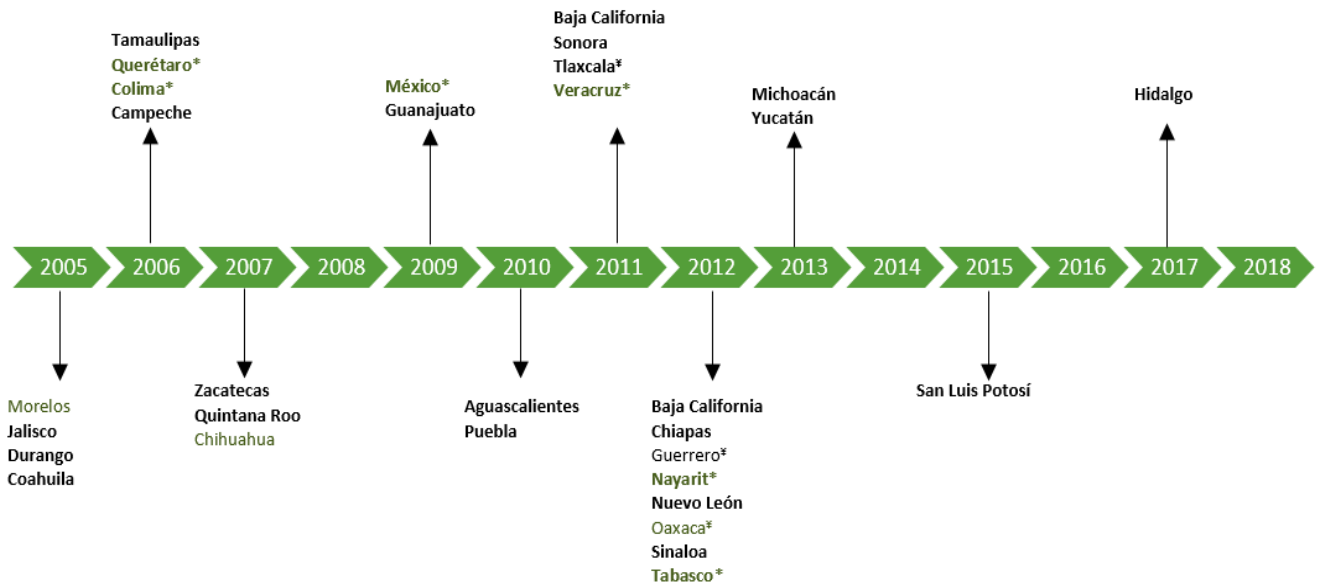 Tamaulipas
Querétaro*
Colima*
Campeche
México*
Guanajuato
Baja California
Sonora
Tlaxcala¥
Veracruz*
Michoacán
Yucatán
Hidalgo
2005 2006 2007 2008 2009 2010 2011 2012 2013 2014 2015 2016 2017 2018
Morelos
Jalisco
Durango
Coahuila
Zacatecas
Quintana Roo
Chihuahua
Aguascalientes
Puebla
Baja California
Chiapas
Guerrero¥
Nayarit*
Nuevo León
Oaxaca¥
Sinaloa
Tabasco*
San Luis Potosí